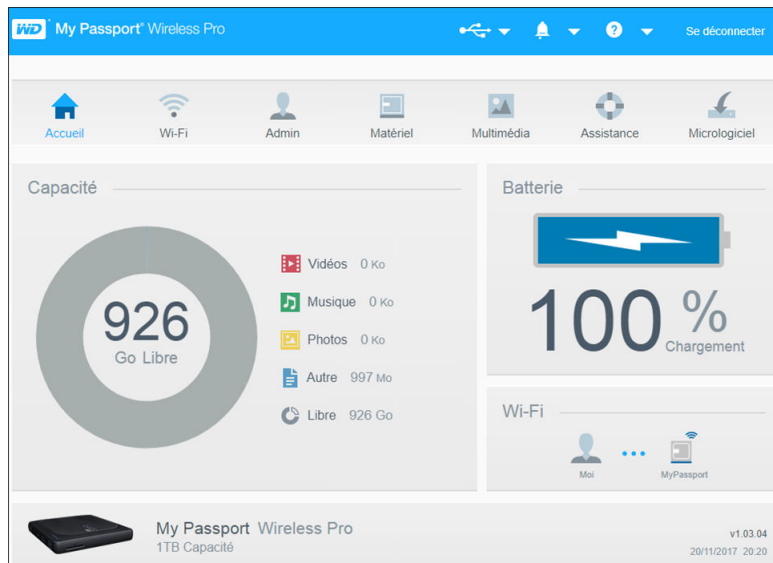 WD My Passport® Wireless Pro
? Se déconnecter
Accueil Wi-Fi Admin Matériel Multimédia Assistance Micrologiciel
Capacité
926
Go Libre
Vidéos 0 Ko
Musique 0 Ko
Photos 0 Ko
Autre 997 Mo
Libre 926 Go
Batterie
100 %
Chargement
Wi-Fi
Moi MyPassport
My Passport Wireless Pro
1TB Capacité
v1.03.04
20/11/2017 20:20